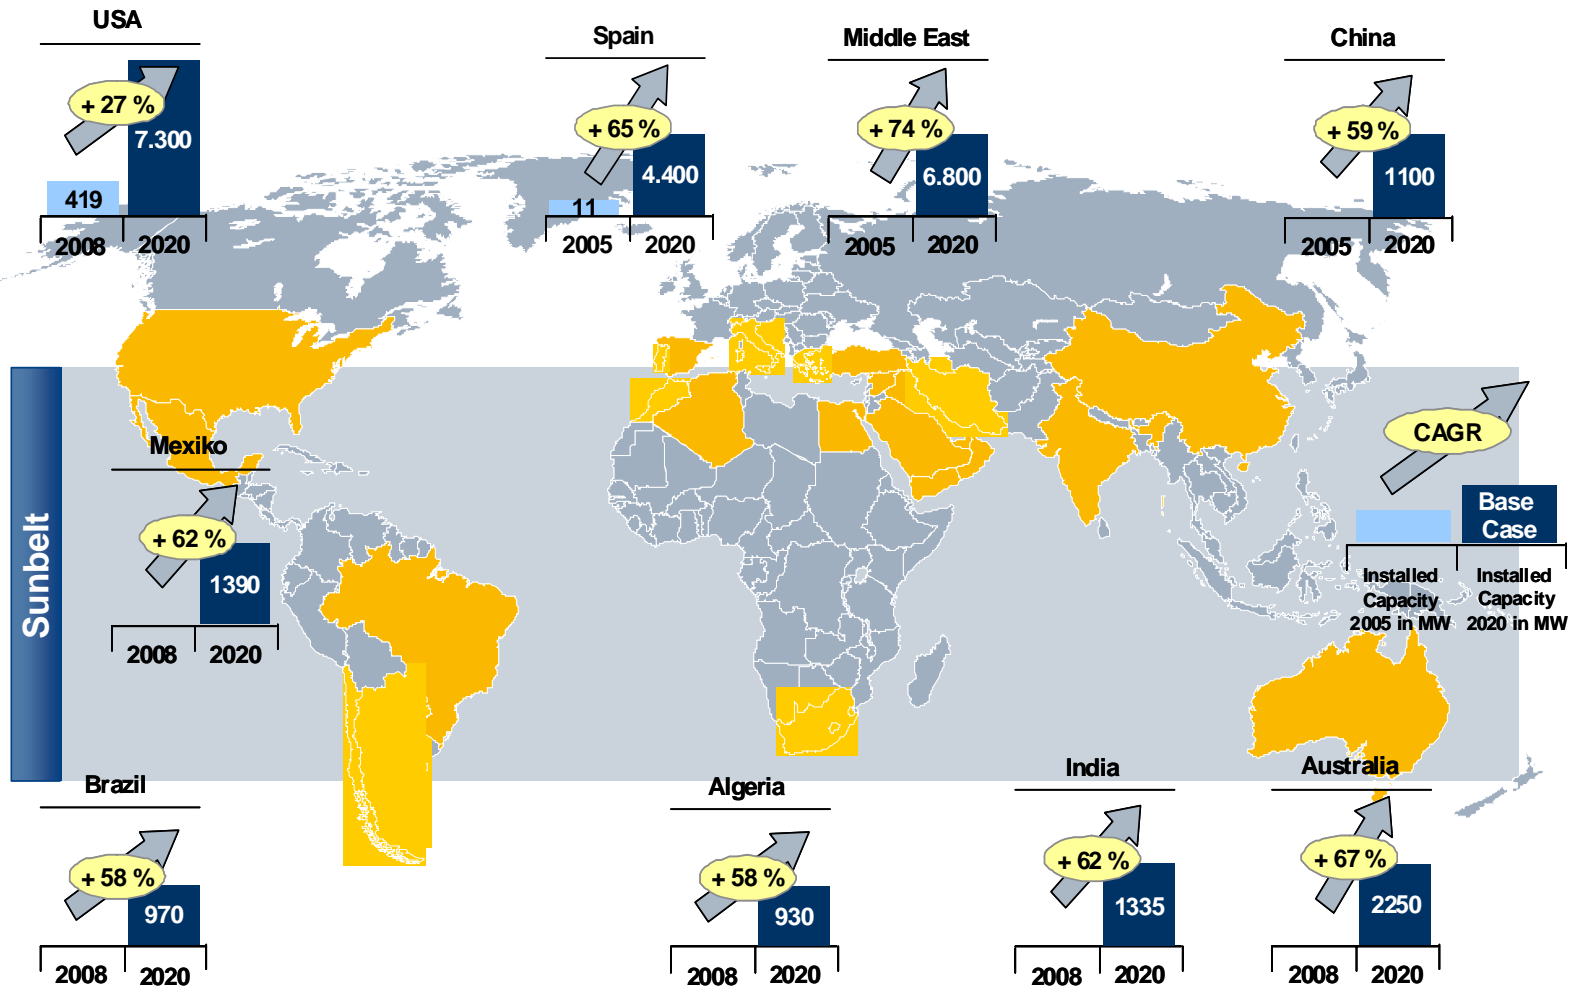 USA
+ 27 %
7.300
419
2008
2020
Spain
+ 65 %
4.400
11
2005
2020
Middle East
+ 74 %
6.800
2005
2020
China
+ 59 %
1100
2005
2020
Sunbelt
Mexiko
+ 62 %
1390
2008
2020
CAGR
Base
Case
Installed
Capacity
2005 in MW
Installed
Capacity
2020 in MW
Brazil
+ 58 %
970
2008
2020
Algeria
+ 58 %
930
2008
2020
India
+ 62 %
1335
2008
2020
Australia
+ 67 %
2250
2008
2020